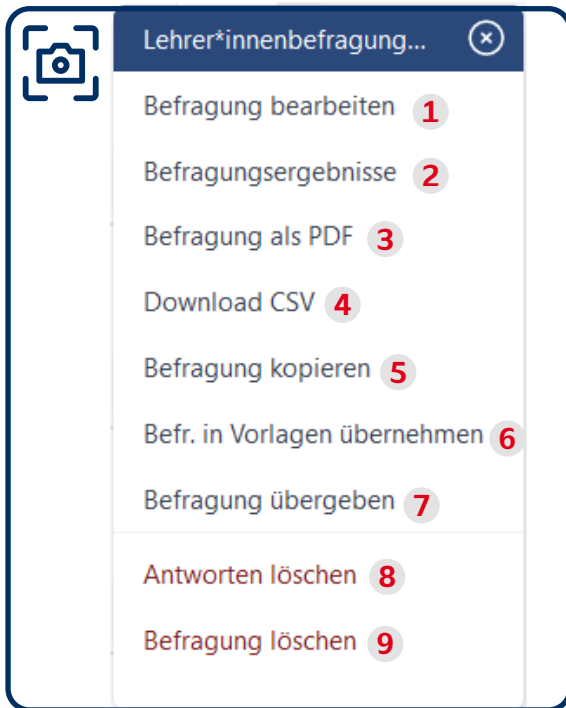 Lehrer*innenbefragung...
Befragung bearbeiten 1
Befragungsergebnisse 2
Befragung als PDF 3
Download CSV 4
Befragung kopieren 5
Befr. in Vorlagen übernehmen 6
Befragung übergeben 7
Antworten löschen 8
Befragung löschen 9